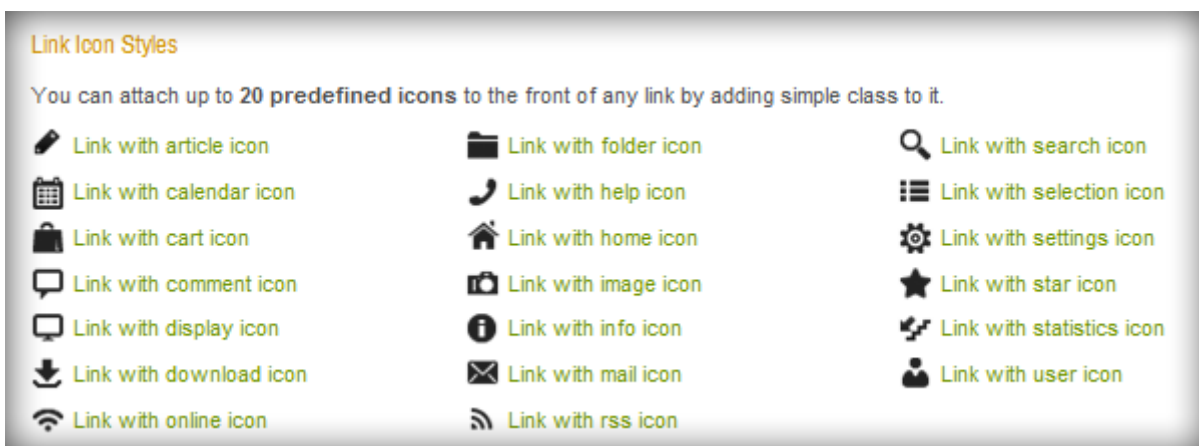 Link Icon Styles
You can attach up to 20 predefined icons to the front of any link by adding simple class to it.
Link with article icon
Link with calendar icon
Link with cart icon
Link with comment icon
Link with display icon
Link with download icon
Link with online icon
Link with folder icon
Link with help icon
Link with home icon
Link with image icon
Link with info icon
Link with mail icon
Link with rss icon
Link with search icon
Link with selection icon
Link with settings icon
Link with star icon
Link with statistics icon
Link with user icon